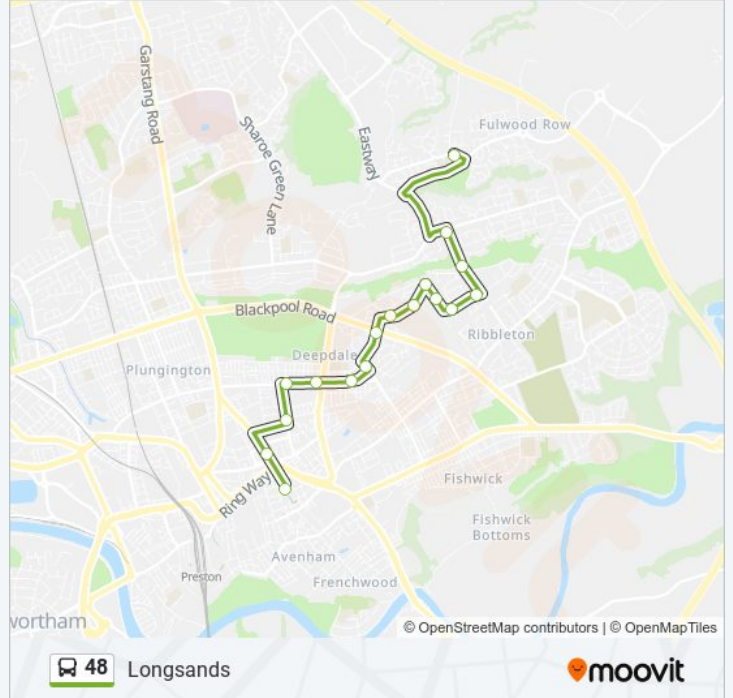 Garstang Road
Sharoe Green
Lane
Eastway
Fulwood Row
Blackpool Road
Ribbleton
Deepdale
Plungington
Ring Way
Fishwick
Fishwick
Bottoms
Avenham
Preston
Frenchwood
wortham
© OpenStreetMap contributors | © OpenMapTiles
48 Longsands
moovit